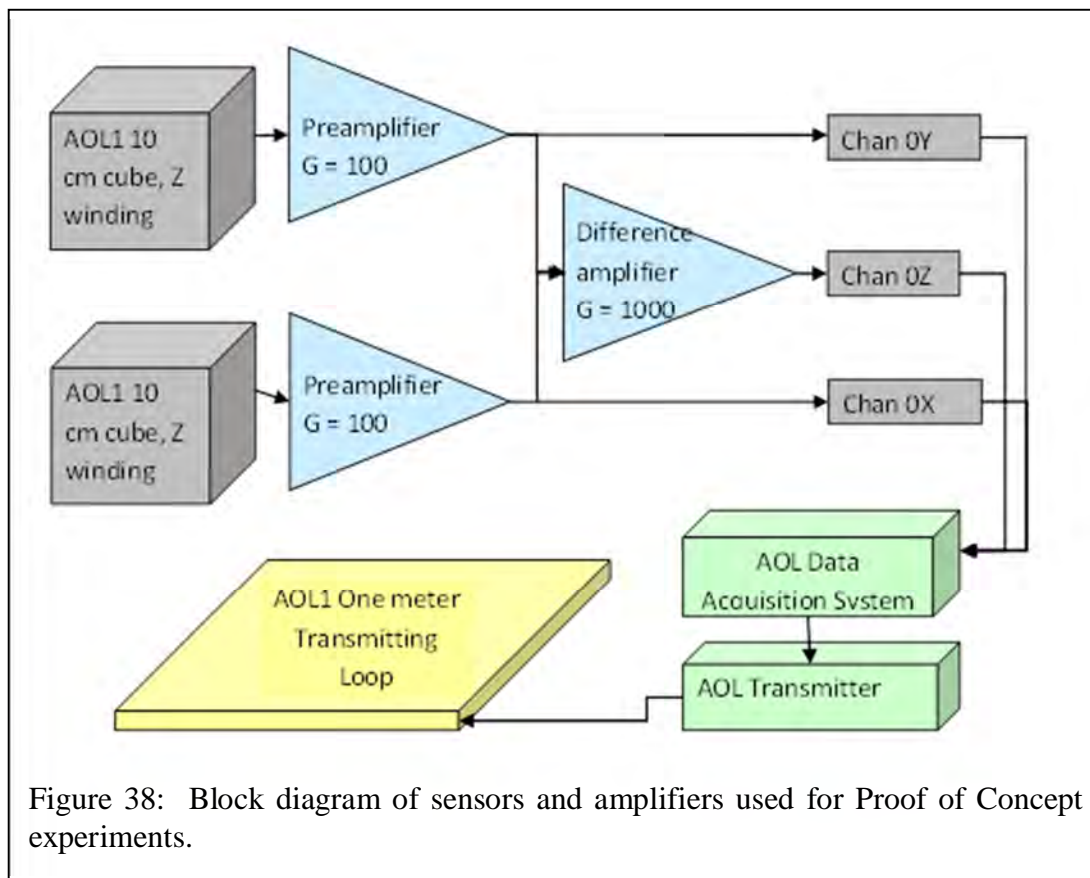 AOL1 10
cm cube, Z
winding
Preamplifier
G = 100
Chan 0Y
Difference
amplifier
G = 1000
Chan 0Z
AOL1 10
cm cube, Z
winding
Preamplifier
G = 100
Chan 0X
AOL Data
Acquisition System
AOL1 One meter
Transmitting
Loop
AOL Transmitter
Figure 38: Block diagram of sensors and amplifiers used for Proof of Concept
experiments.